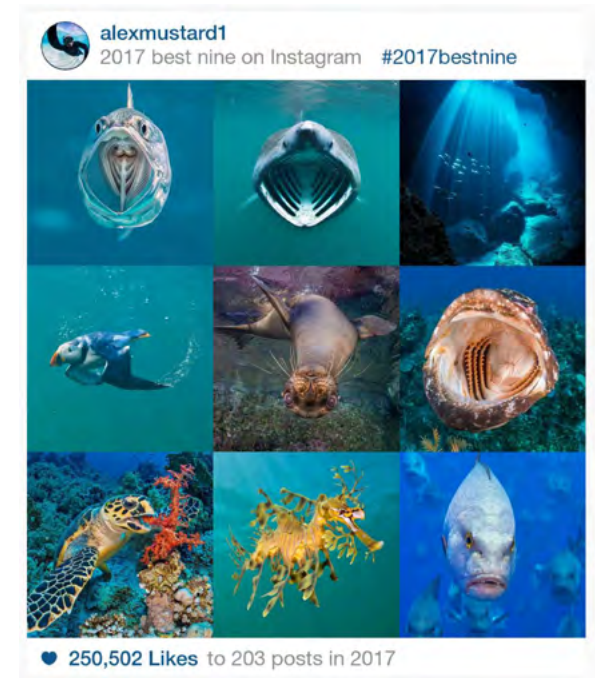 alexmustard1
2017 best nine on Instagram #2017bestnine
250,502 Likes to 203 posts in 2017